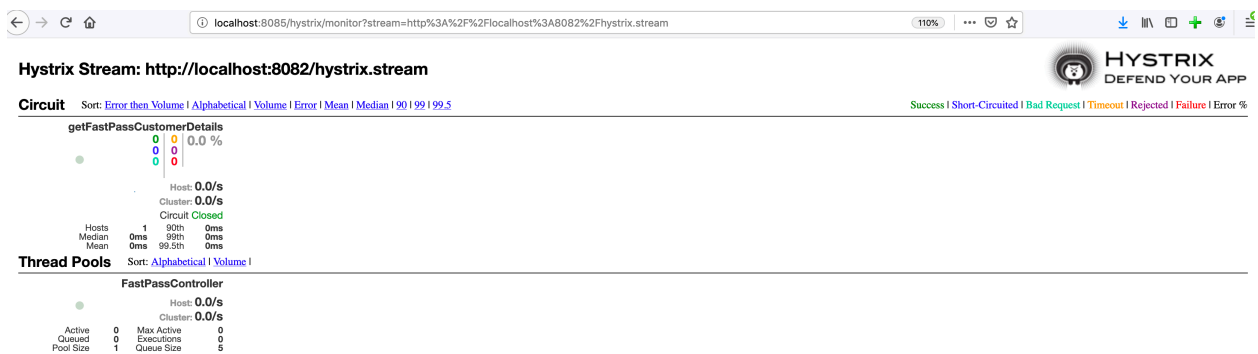 localhost:8085/hystrix/monitor?stream=http%3A%2F%2Flocalhost%3A8082%2Fhystrix.stream 110%
Hystrix Stream: http://localhost:8082/hystrix.stream
HYSTRIX
DEFEND YOUR APP
Circuit Sort: Error then Volume | Alphabetical | Volume | Error | Mean | Median | 90 | 99 | 99.5
Success | Short-Circuited | Bad Request | Timeout | Rejected | Failure | Error %
getFastPassCustomerDetails
0 0 0.0 %
0 0
0 0
Host: 0.0/s
Cluster: 0.0/s
Circuit Closed
Hosts 1 90th 0ms
Median 0ms 99th 0ms
Mean 0ms 99.5th 0ms
Thread Pools Sort: Alphabetical | Volume |
FastPassController
Host: 0.0/s
Cluster: 0.0/s
Active 0 Max Active 0
Queued 0 Executions 0
Pool Size 1 Queue Size 5